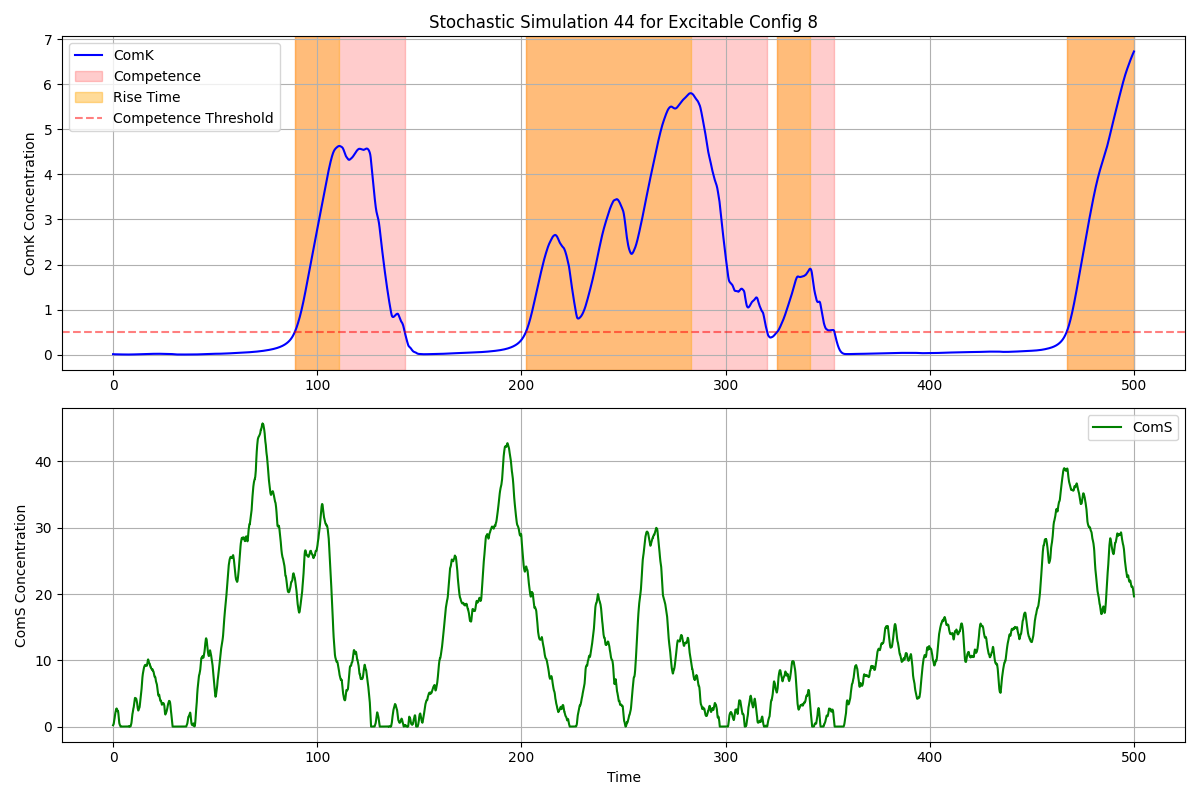 Stochastic Simulation 44 for Excitable Config 8
7
6
5
4
3
2
1
0
ComK Concentration
ComK
Competence
Rise Time
Competence Threshold
0 100 200 300 400 500
40
30
20
10
0
ComS Concentration
ComS
0 100 200 300 400 500
Time